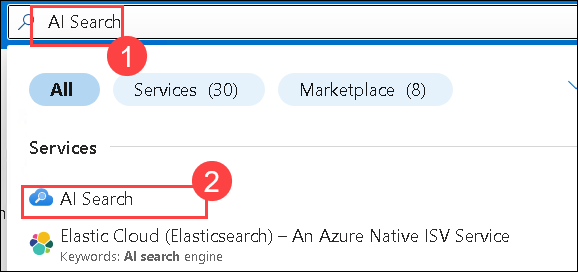 AI Search
1
All
Services (30)
Marketplace (8)
Services
2
AI Search
Elastic Cloud (Elasticsearch) – An Azure Native ISV Service
Keywords: AI search engine